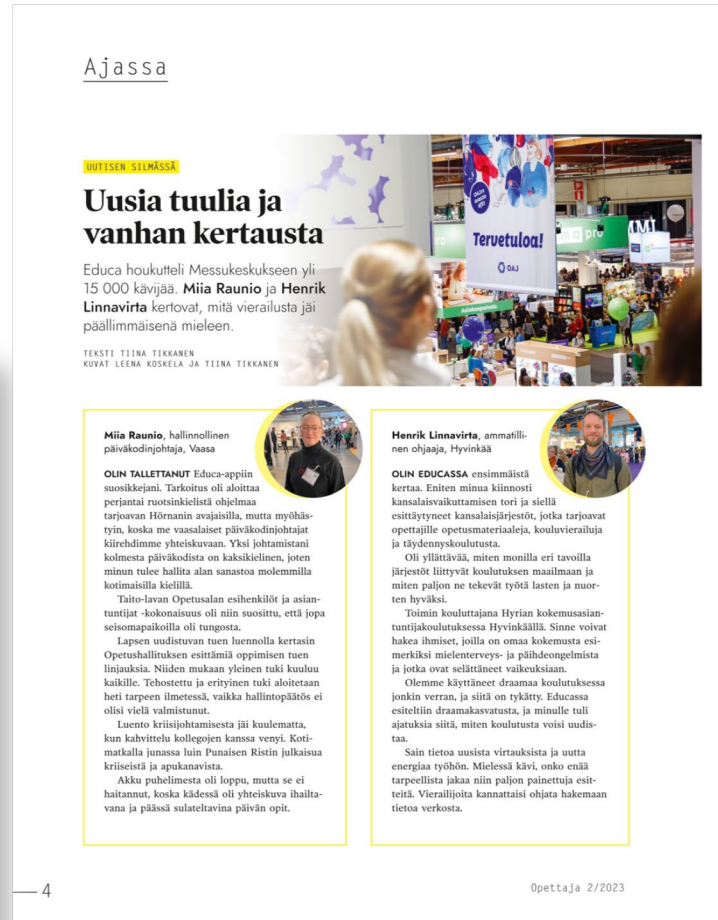 Ajassa
UUTISEN SILMÄSSÄ
Uusia tuulia ja
vanhan kertausta
Educa houkutteli Messukeskukseen yli
15 000 kävijää. Miia Raunio ja Henrik
Linnavirta kertovat, mitä vierailusta jäi
päällimmäisenä mieleen.
TEKSTI TIINA TIKKANEN
KUVAT LEENA KOSKELA JA TIINA TIKKANEN
Tervetuloa!
OAJ
pro
Miia Raunio, hallinnollinen
päiväkodinjohtaja, Vaasa
OLIN TALLETTANUT Educa-appiin
suosikkejani. Tarkoitus oli aloittaa
perjantai ruotsinkielistä ohjelmaa
tarjoavan Hörnanin avajaisilla, mutta myöhäs-
tyin, koska me vaasalaiset päiväkodinjohtajat
kiirehdimme yhteiskuvaan. Yksi johtamistani
kolmesta päiväkodista on kaksikielinen, joten
minun tulee hallita alan sanastoa molemmilla
kotimaisilla kielillä.
Taito-lavan Opetusalan esihenkilöt ja asian-
tuntijat -kokonaisuus oli niin suosittu, että jopa
seisomapaikoilla oli tungosta.
Lapsen uudistuvan tuen luennolla kertasin
Opetushallituksen esittämiä oppimisen tuen
linjauksia. Niiden mukaan yleinen tuki kuuluu
kaikille. Tehostettu ja erityinen tuki aloitetaan
heti tarpeen ilmetessä, vaikka hallintopäätös ei
olisi vielä valmistunut.
Luento kriisijohtamisesta jäi kuulematta,
kun kahvittelu kollegojen kanssa venyi. Koti-
matkalla junassa luin Punaisen Ristin julkaisua
kriiseistä ja apukanavista.
Akku puhelimesta oli loppu, mutta se ei
haitannut, koska kädessä oli yhteiskuva ihailta-
vana ja päässä sulateltavina päivän opit.
Henrik Linnavirta, ammatilli-
nen ohjaaja, Hyvinkää
OLIN EDUCASSA ensimmäistä
kertaa. Eniten minua kiinnosti
kansalaisvaikuttamisen tori ja siellä
esittäytyneet kansalaisjärjestöt, jotka tarjoavat
opettajille opetusmateriaaleja, kouluvierailuja
ja täydennyskoulutusta.
Oli yllättävää, miten monilla eri tavoilla
järjestöt liittyvät koulutuksen maailmaan ja
miten paljon ne tekevät työtä lasten ja nuor-
ten hyväksi.
Toimin kouluttajana Hyrian kokemusasian-
tuntijakoulutuksessa Hyvinkäällä. Sinne voivat
hakea ihmiset, joilla on omaa kokemusta esi-
merkiksi mielenterveys- ja päihdeongelmista
ja jotka ovat selättäneet vaikeuksiaan.
Olemme käyttäneet draamaa koulutuksessa
jonkin verran, ja siitä on tykätty. Educassa
esiteltiin draamakasvatusta, ja minulle tuli
ajatuksia siitä, miten koulutusta voisi uudis-
taa.
Sain tietoa uusista virtauksista ja uutta
energiaa työhön. Mielessä kävi, onko enää
tarpeellista jakaa niin paljon painettuja esit-
teitä. Vierailijoita kannattaisi ohjata hakemaan
tietoa verkosta.
4
Opettaja 2/2023